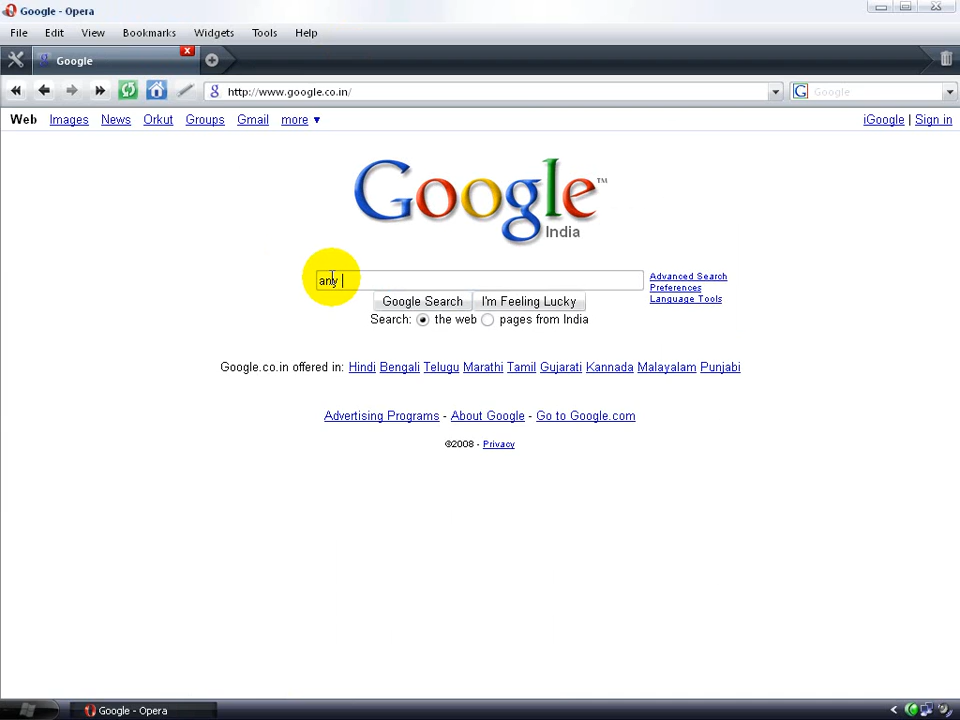 Google - Opera
File Edit View Bookmarks Widgets Tools Help
Google
http://www.google.co.in/ Google
Web Images News Orkut Groups Gmail more ▼ iGoogle | Sign in
Google™
India
any
Advanced Search
Preferences
Language Tools
Google Search I'm Feeling Lucky
Search: the web pages from India
Google.co.in offered in: Hindi Bengali Telugu Marathi Tamil Gujarati Kannada Malayalam Punjabi
Advertising Programs - About Google - Go to Google.com
©2008 - Privacy
Google - Opera